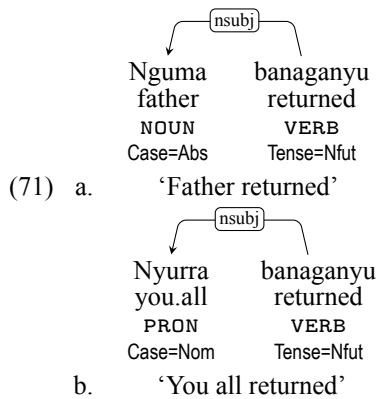 nsubj
Nguma banaganyu
father returned
NOUN VERB
Case=Abs Tense=Nfut
(71) a. ‘Father returned’
nsubj
Nyurra banaganyu
you.all returned
PRON VERB
Case=Nom Tense=Nfut
b. ‘You all returned’